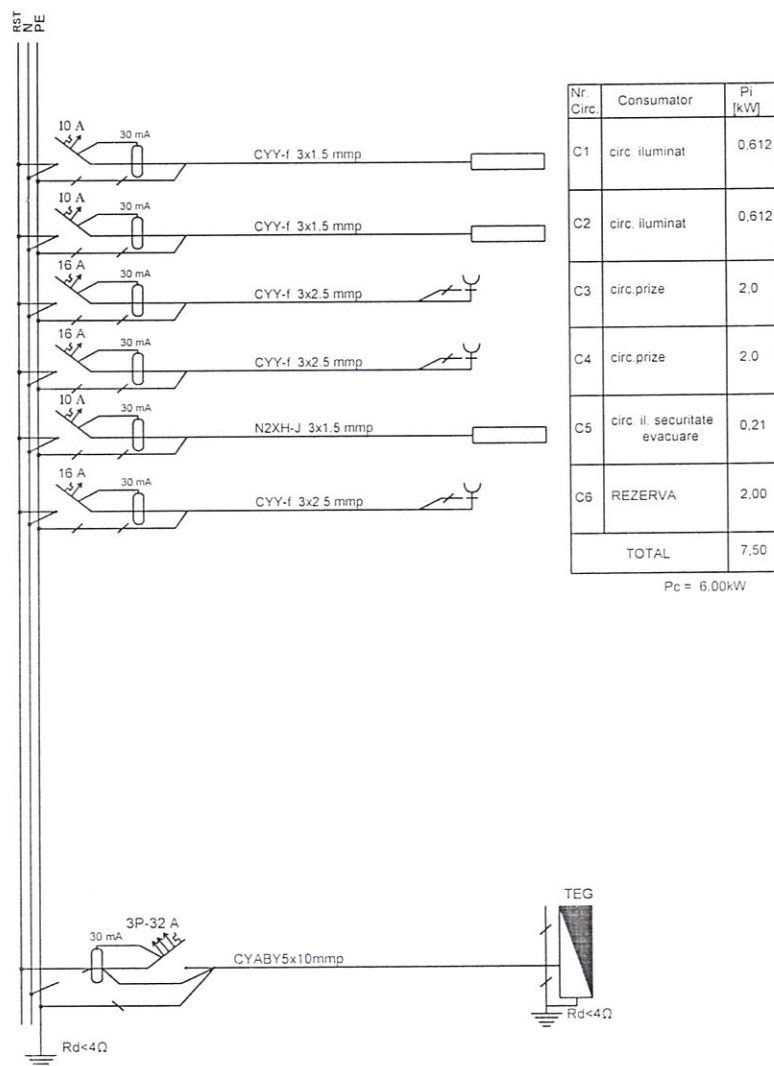 RST
N
PE
10 A
30 mA
CYY-f 3x1.5 mmp
10 A
30 mA
CYY-f 3x1.5 mmp
16 A
30 mA
CYY-f 3x2.5 mmp
16 A
30 mA
CYY-f 3x2.5 mmp
10 A
30 mA
N2XH-J 3x1.5 mmp
16 A
30 mA
CYY-f 3x2.5 mmp
Nr. Circ. Consumator Pi [kW]
C1 circ. iluminat 0,612
C2 circ. iluminat 0,612
C3 circ.prize 2,0
C4 circ.prize 2,0
C5 circ. il. securitate evacuare 0,21
C6 REZERVA 2,00
TOTAL 7,50
Pc = 6.00kW
3P-32 A
30 mA
CYABY5x10mmp
TEG
Rd<4Ω
Rd<4Ω